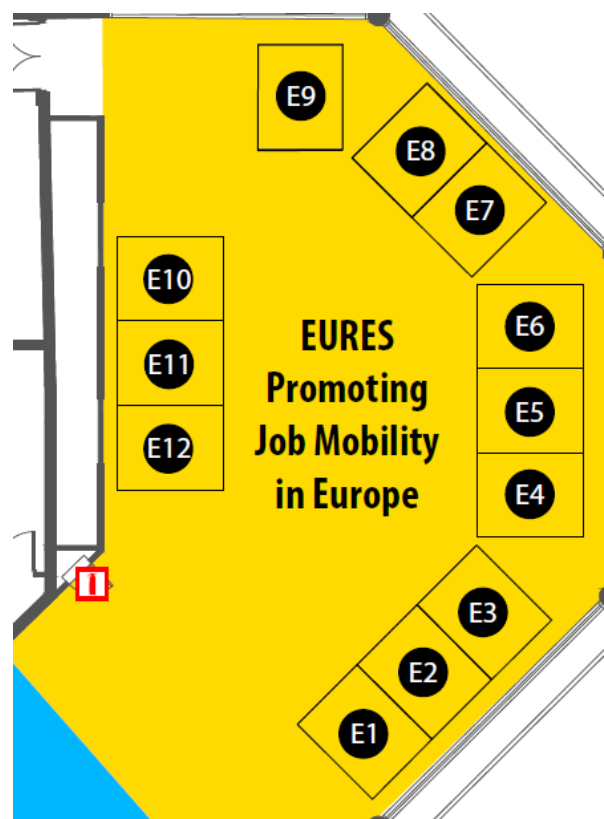 E9
E8
E7
E10
E6
EURES
E11
Promoting
E5
Job Mobility
E12
in Europe
E4
E3
E2
E1